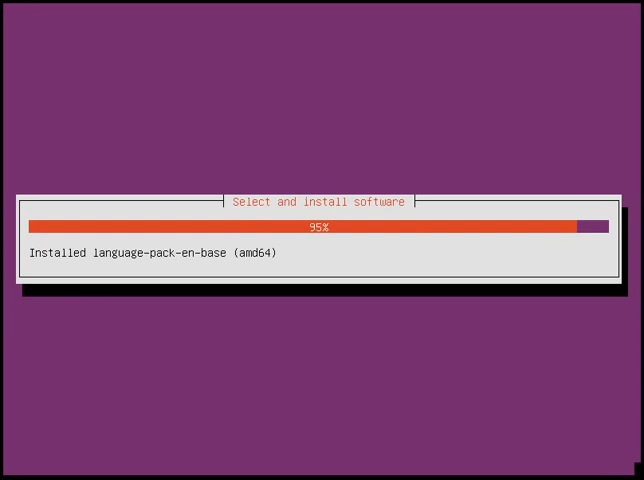 Select and install software
95%
Installed language-pack-en-base (amd64)